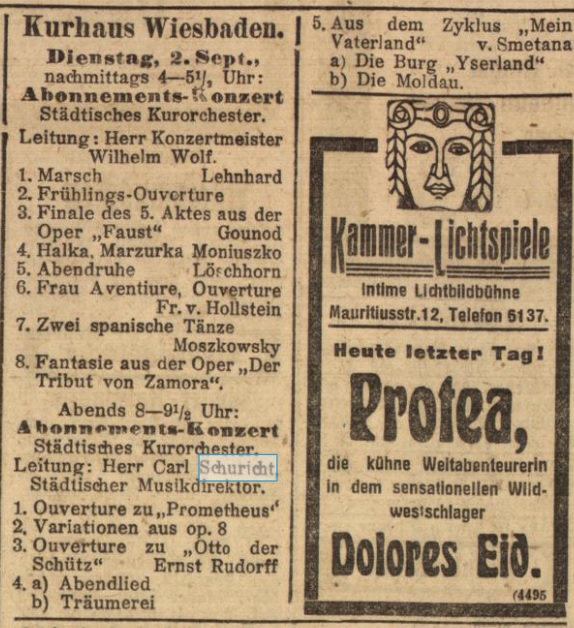 Kurhaus Wiesbaden.
Dienstag, 2. Sept.,
nachmittags 4—5½ Uhr:
Abonnements-Konzert
Städtisches Kurorchester.
Leitung: Herr Konzertmeister
Wilhelm Wolf.
1. Marsch Lehnhard
2. Frühlings-Ouverture
3. Finale des 5. Aktes aus der
Oper „Faust“ Gounod
4. Halka, Marzurka Moniuszko
5. Abendruhe Löschhorn
6. Frau Aventiure, Ouverture
Fr. v. Hollstein
7. Zwei spanische Tänze
Moszkowsky
8. Fantasie aus der Oper „Der
Tribut von Zamora“.
Abends 8—9½ Uhr:
Abonnements-Konzert
Städtisches Kurorchester.
Leitung: Herr Carl Schuricht,
Städtischer Musikdirektor.
1. Ouverture zu „Prometheus“
2. Variationen aus op. 8
3. Ouverture zu „Otto der
Schütz“ Ernst Rudorff
4. a) Abendlied
b) Träumerei
5. Aus dem Zyklus „Mein
Vaterland“ v. Smetana
a) Die Burg „Yserland“
b) Die Moldau.
Kammer-Lichtspiele
Intime Lichtbildbühne
Mauritiusstr. 12, Telefon 6137.
Heute letzter Tag!
Protea,
die kühne Weltabenteurerin
in dem sensationellen Wild-
westschlager
Dolores Eid.
(4495